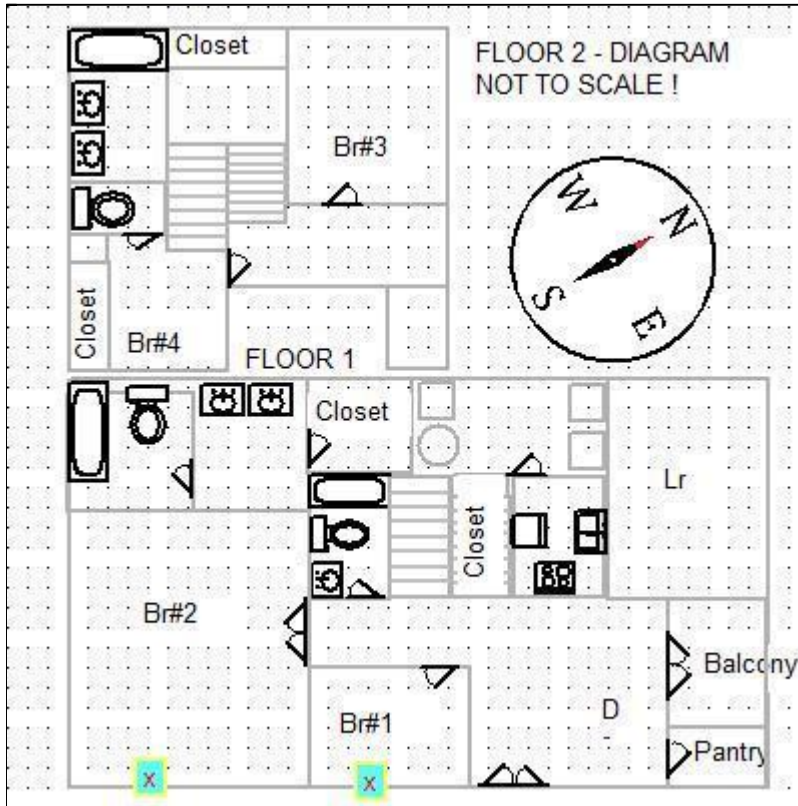 Closet
FLOOR 2 - DIAGRAM
NOT TO SCALE !
Br#3
W
N
S
E
Closet
Br#4
FLOOR 1
Closet
Lr
Closet
Br#2
Balcony
D
Br#1
Pantry
x
x